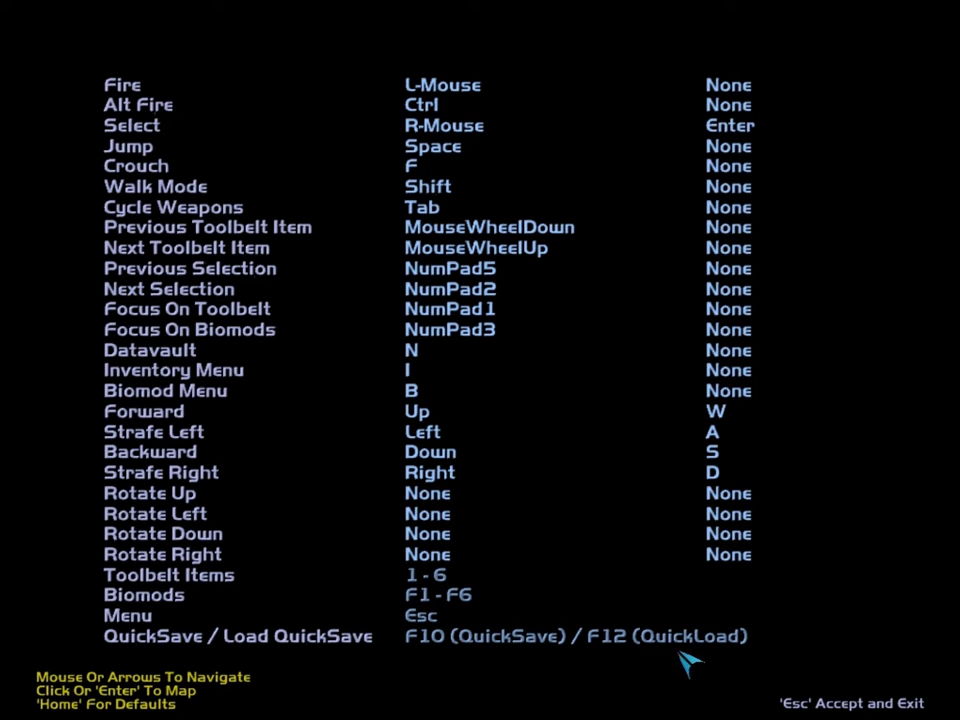 Fire L-Mouse None
Alt Fire Ctrl None
Select R-Mouse Enter
Jump Space None
Crouch F None
Walk Mode Shift None
Cycle Weapons Tab None
Previous Toolbelt Item MouseWheelDown None
Next Toolbelt Item MouseWheelUp None
Previous Selection NumPad5 None
Next Selection NumPad2 None
Focus On Toolbelt NumPad1 None
Focus On Biomods NumPad3 None
Datavault N None
Inventory Menu I None
Biomod Menu B None
Forward Up W
Strafe Left Left A
Backward Down S
Strafe Right Right D
Rotate Up None None
Rotate Left None None
Rotate Down None None
Rotate Right None None
Toolbelt Items 1 - 6
Biomods F1 - F6
Menu Esc
QuickSave / Load QuickSave F10 (QuickSave) / F12 (QuickLoad)
Mouse Or Arrows To Navigate
Click Or 'Enter' To Map
'Home' For Defaults
'Esc' Accept and Exit